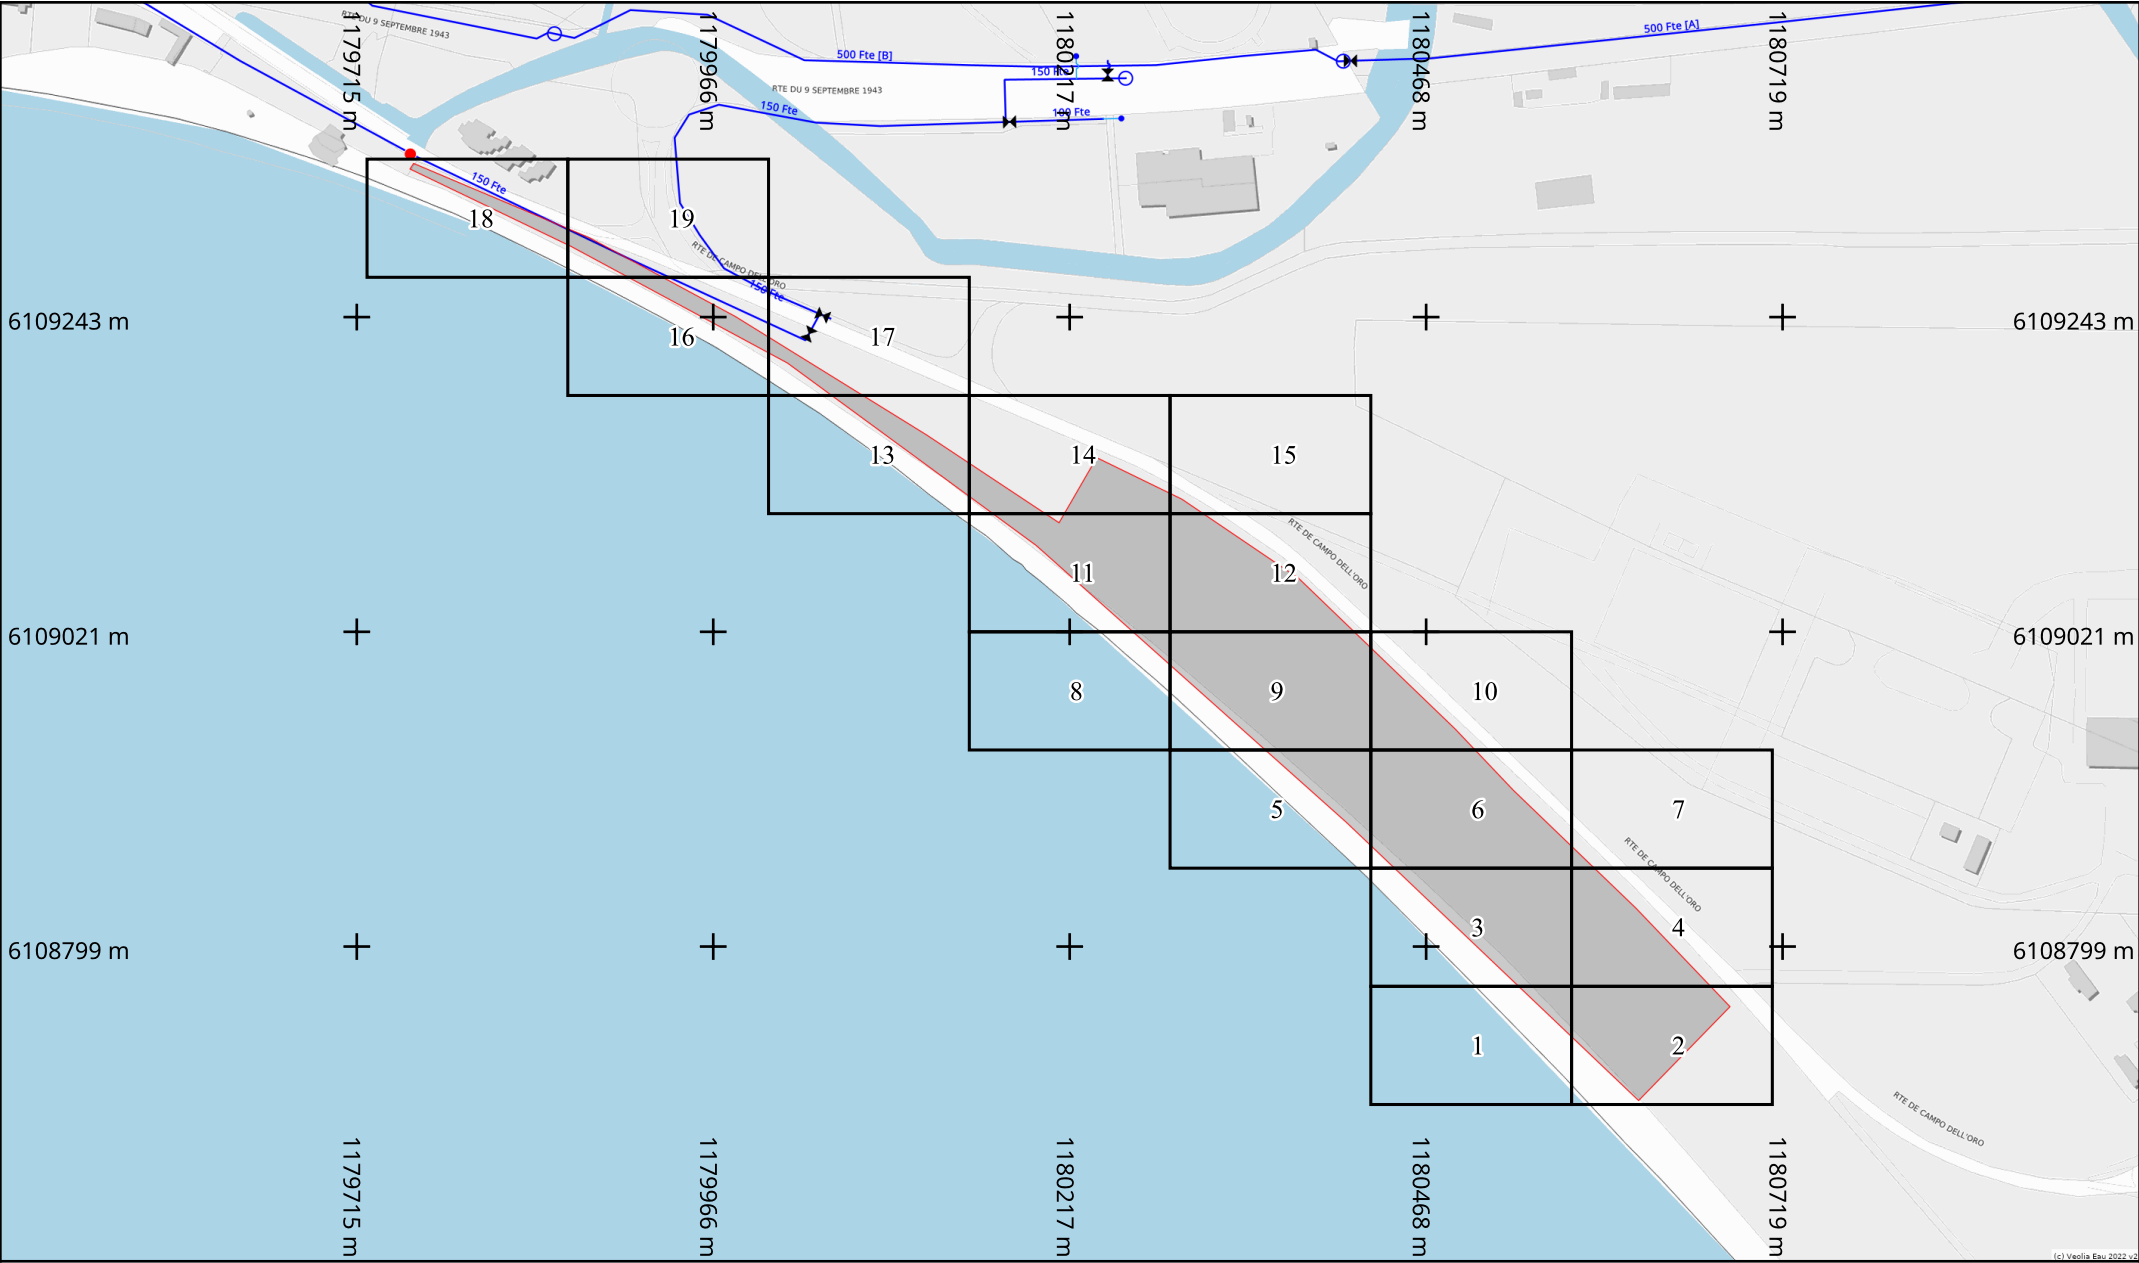 RTE DU 9 SEPTEMBRE 1943
1179715 m
1179966 m
1180217 m
1180468 m
1180719 m
500 Fte [A]
500 Fte [B]
150 Fte
RTE DU 9 SEPTEMBRE 1943
150 Fte
100 Fte
150 Fte
18
19
RTE DE CAMPO DELL'ORO
150 Fte
6109243 m
16
17
6109243 m
13
14
15
RTE DE CAMPO DELL'ORO
11
12
6109021 m
6109021 m
8
9
10
5
6
7
RTE DE CAMPO DELL'ORO
3
4
6108799 m
6108799 m
1
2
RTE DE CAMPO DELL'ORO
1179715 m
1179966 m
1180217 m
1180468 m
1180719 m
(c) Veolia Eau 2022 v2